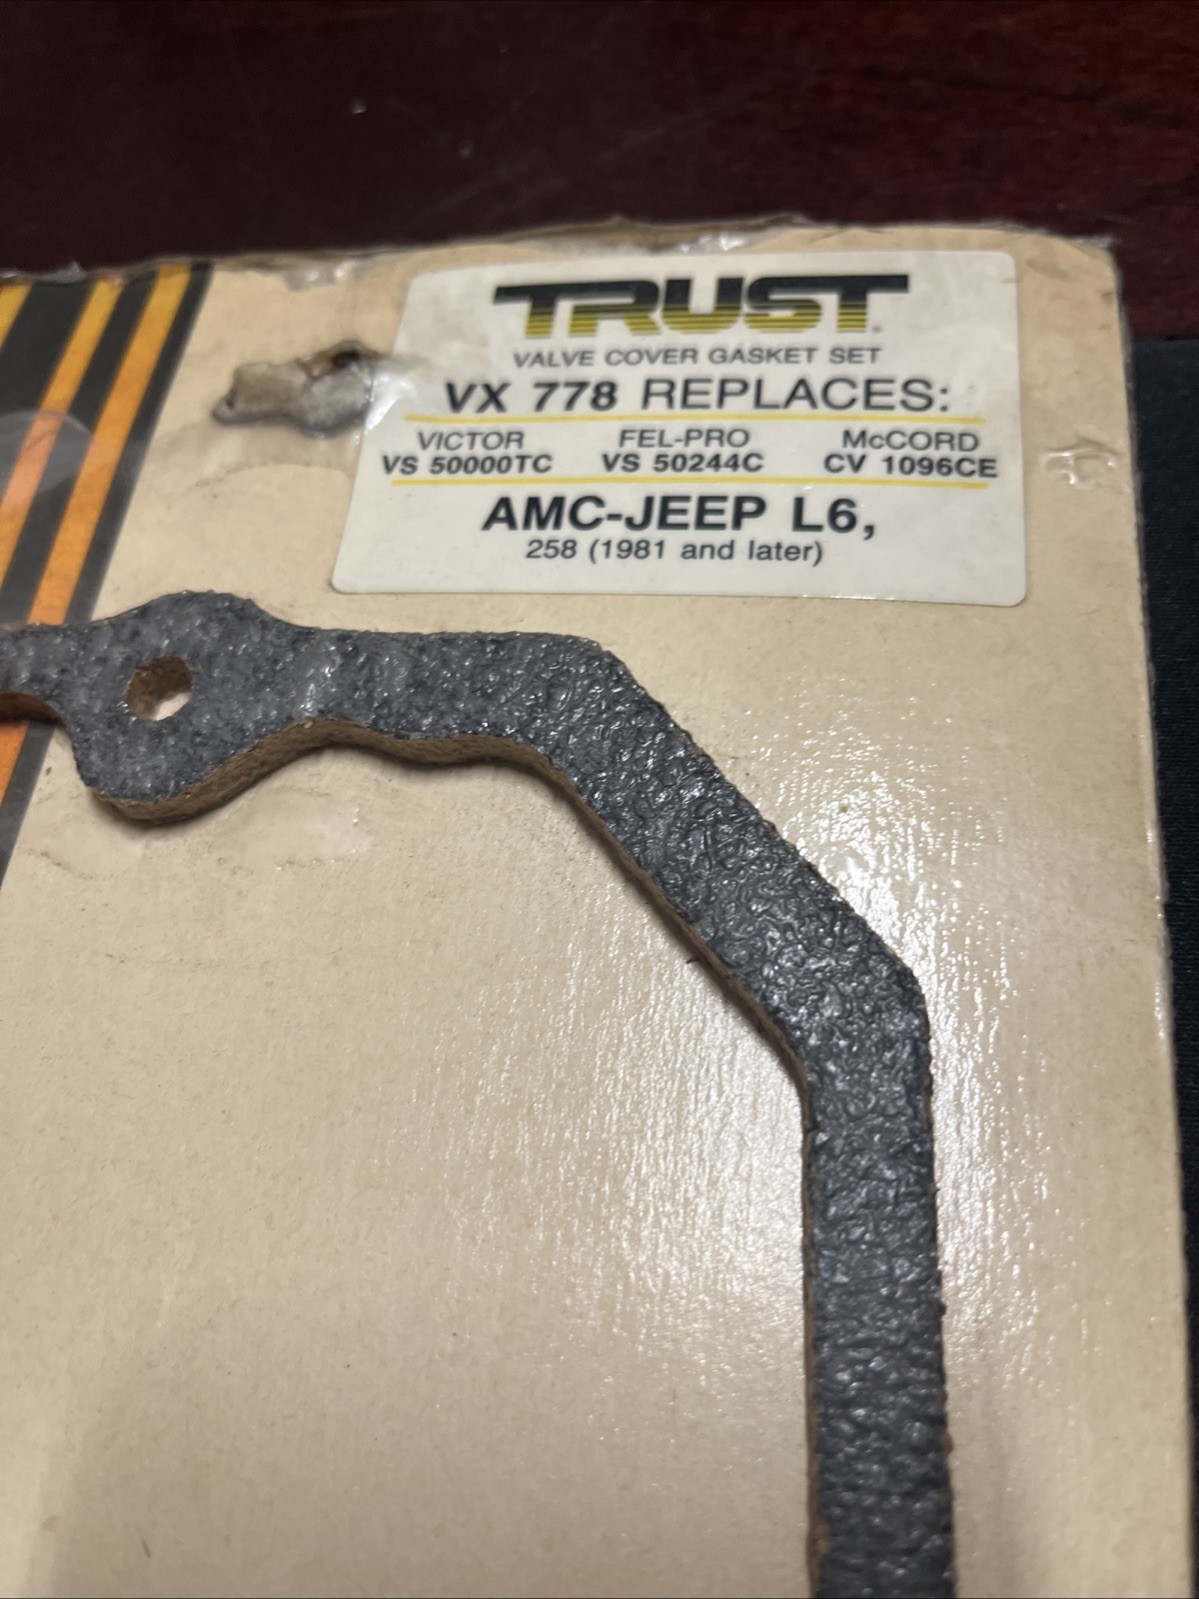 TRUST
VALVE COVER GASKET SET
VX 778 REPLACES:
VICTOR FEL-PRO McCORD
VS 50000TC VS 50244C CV 1096CE
AMC-JEEP L6,
258 (1981 and later)